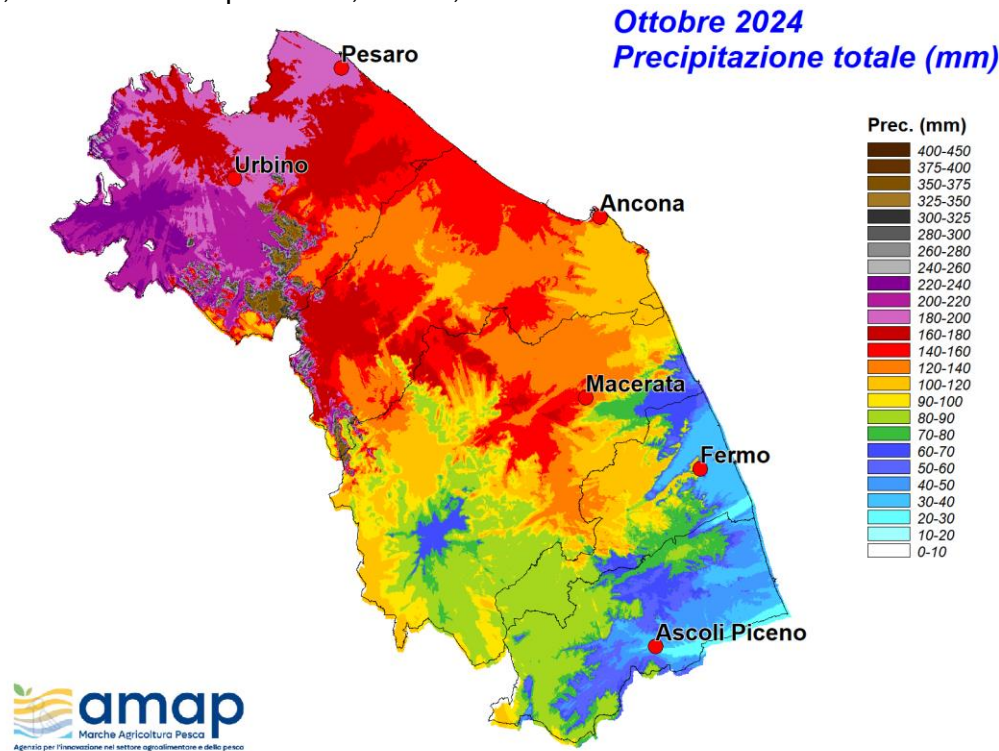 Ottobre 2024
Precipitazione totale (mm)
Pesaro
Urbino
Ancona
Macerata
Fermo
Ascoli Piceno
Prec. (mm)
400-450
375-400
350-375
325-350
300-325
280-300
260-280
240-260
220-240
200-220
180-200
160-180
140-160
120-140
100-120
90-100
80-90
70-80
60-70
50-60
40-50
30-40
20-30
10-20
0-10
amap
Marche Agricoltura Pesca
Agenzia per l'innovazione nel settore agroalimentare e della pesca